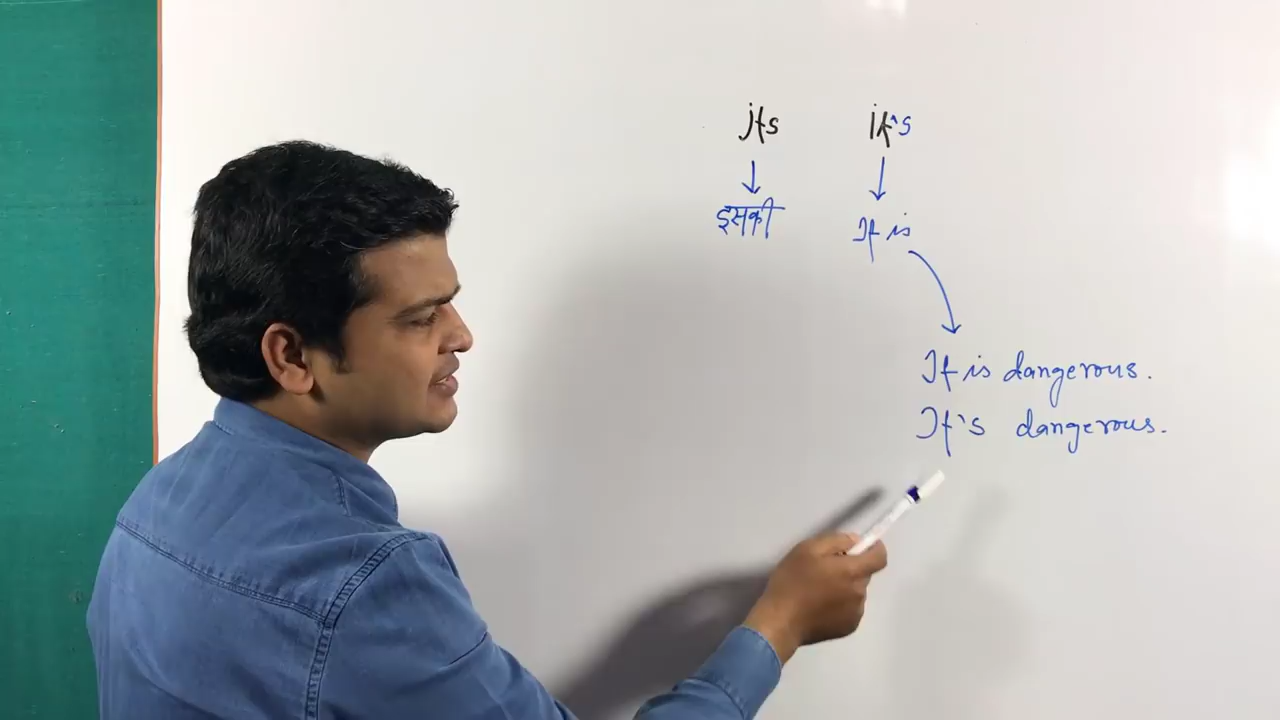 its it's
इसकी It is
It is dangerous.
It's dangerous.